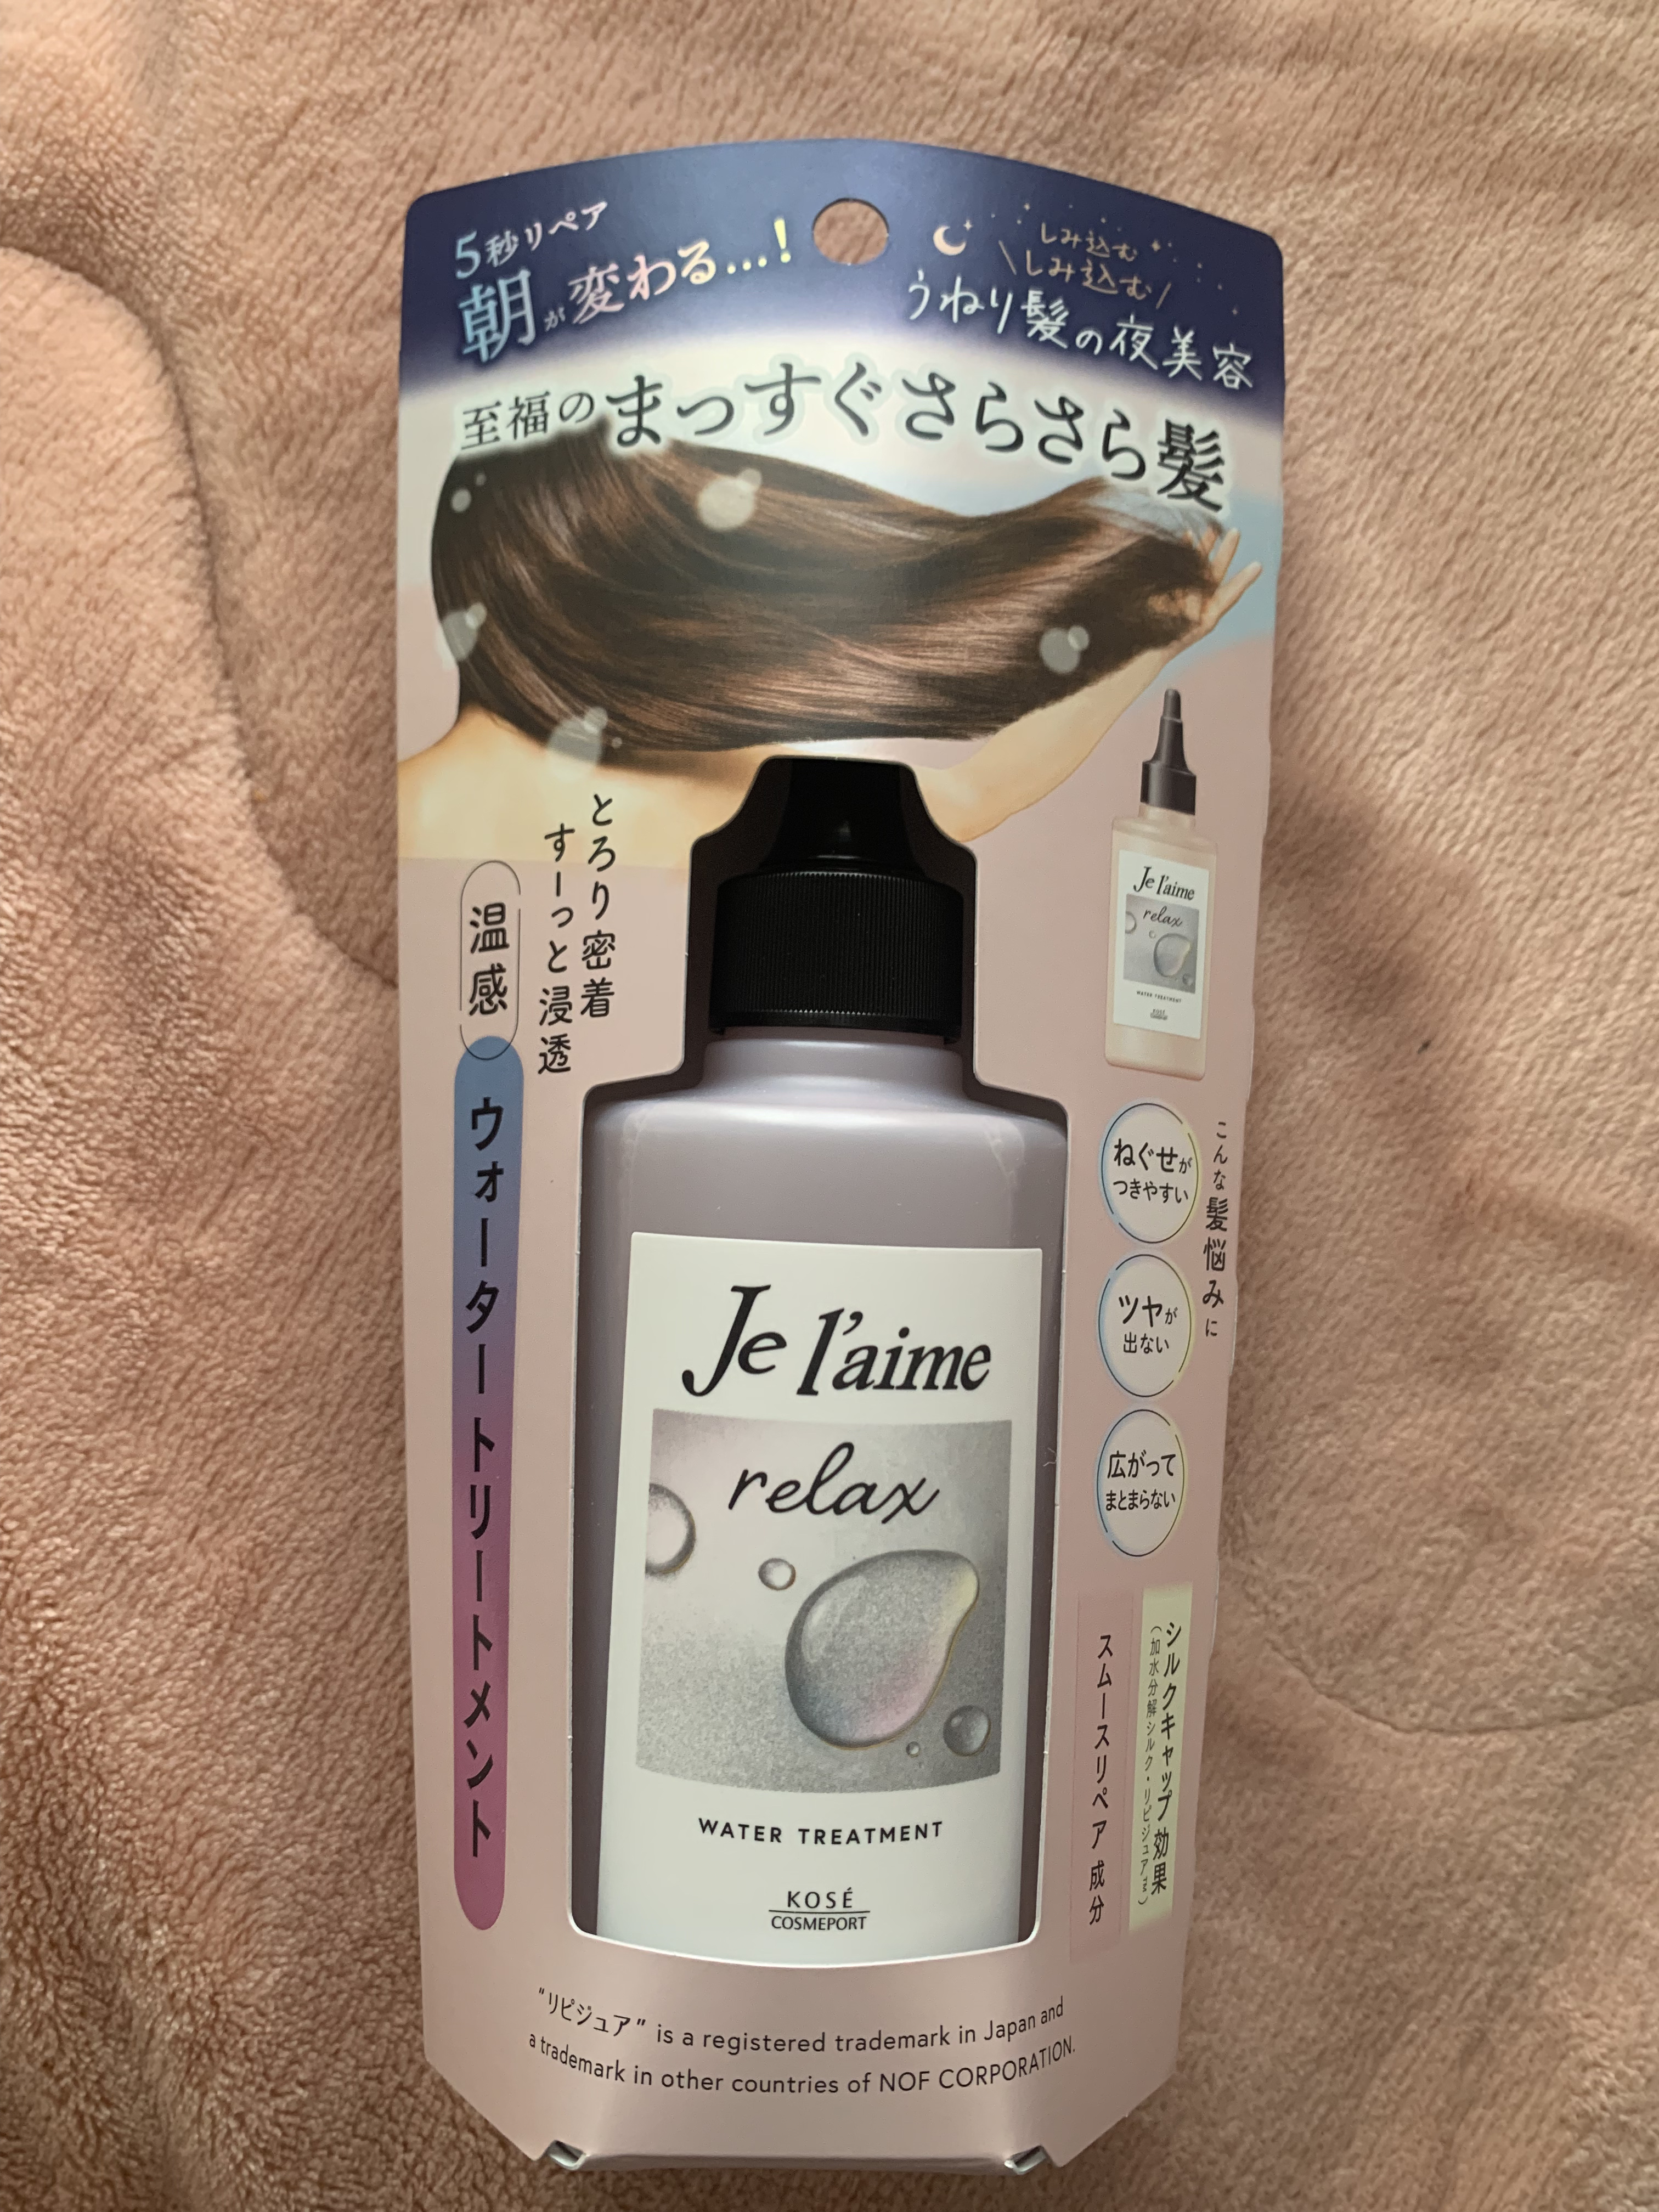 5秒リペア
朝が変わる…!
しみ込む
\しみ込む/
うねり髪の夜美容
至福のまっすぐさらさら髪
とろり密着
すーっと浸透
温感
ウォータートリートメント
Je l'aime
relax
WATER TREATMENT
KOSÉ
COSMEPORT
こんな髪悩みに
ねぐせが
つきやすい
ツヤが
出ない
広がって
まとまらない
シルクキャップ効果
(加水分解シルク・リピジュア™)
スムースリペア成分
Je l'aime
relax
WATER TREATMENT
KOSÉ
COSMEPORT
"リピジュア" is a registered trademark in Japan and
a trademark in other countries of NOF CORPORATION.